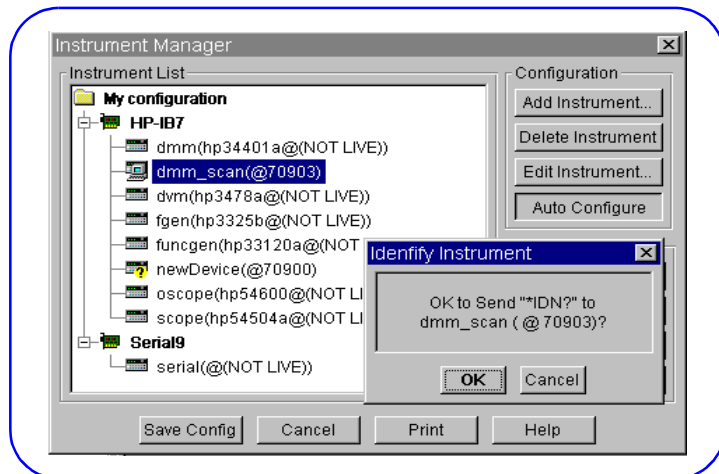 Instrument Manager
Instrument List
My configuration
HP-IB7
dmm(hp34401a@(NOT LIVE))
dmm_scan(@70903)
dvm(hp3478a@(NOT LIVE))
fgen(hp3325b@(NOT LIVE))
funcgen(hp33120a@(NOT
newDevice(@70900)
oscope(hp54600@(NOT LI
scope(hp54504a@(NOT LI
Serial9
serial(@(NOT LIVE))
Configuration
Add Instrument...
Delete Instrument
Edit Instrument...
Auto Configure
Idenfify Instrument
OK to Send "*IDN?" to
dmm_scan ( @ 70903)?
OK Cancel
Save Config Cancel Print Help